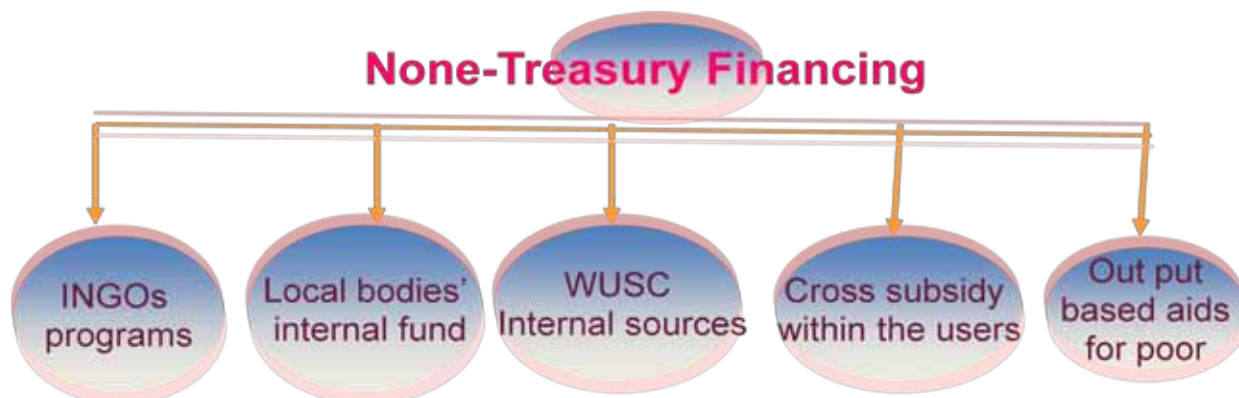 None-Treasury Financing
INGOs
programs
Local bodies'
internal fund
WUSC
Internal sources
Cross subsidy
within the users
Out put
based aids
for poor